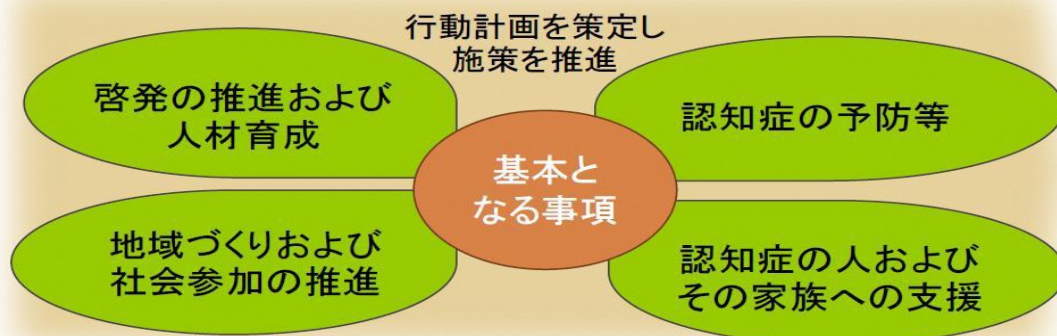 行動計画を策定し
施策を推進
啓発の推進および
人材育成
認知症の予防等
基本と
なる事項
地域づくりおよび
社会参加の推進
認知症の人および
その家族への支援